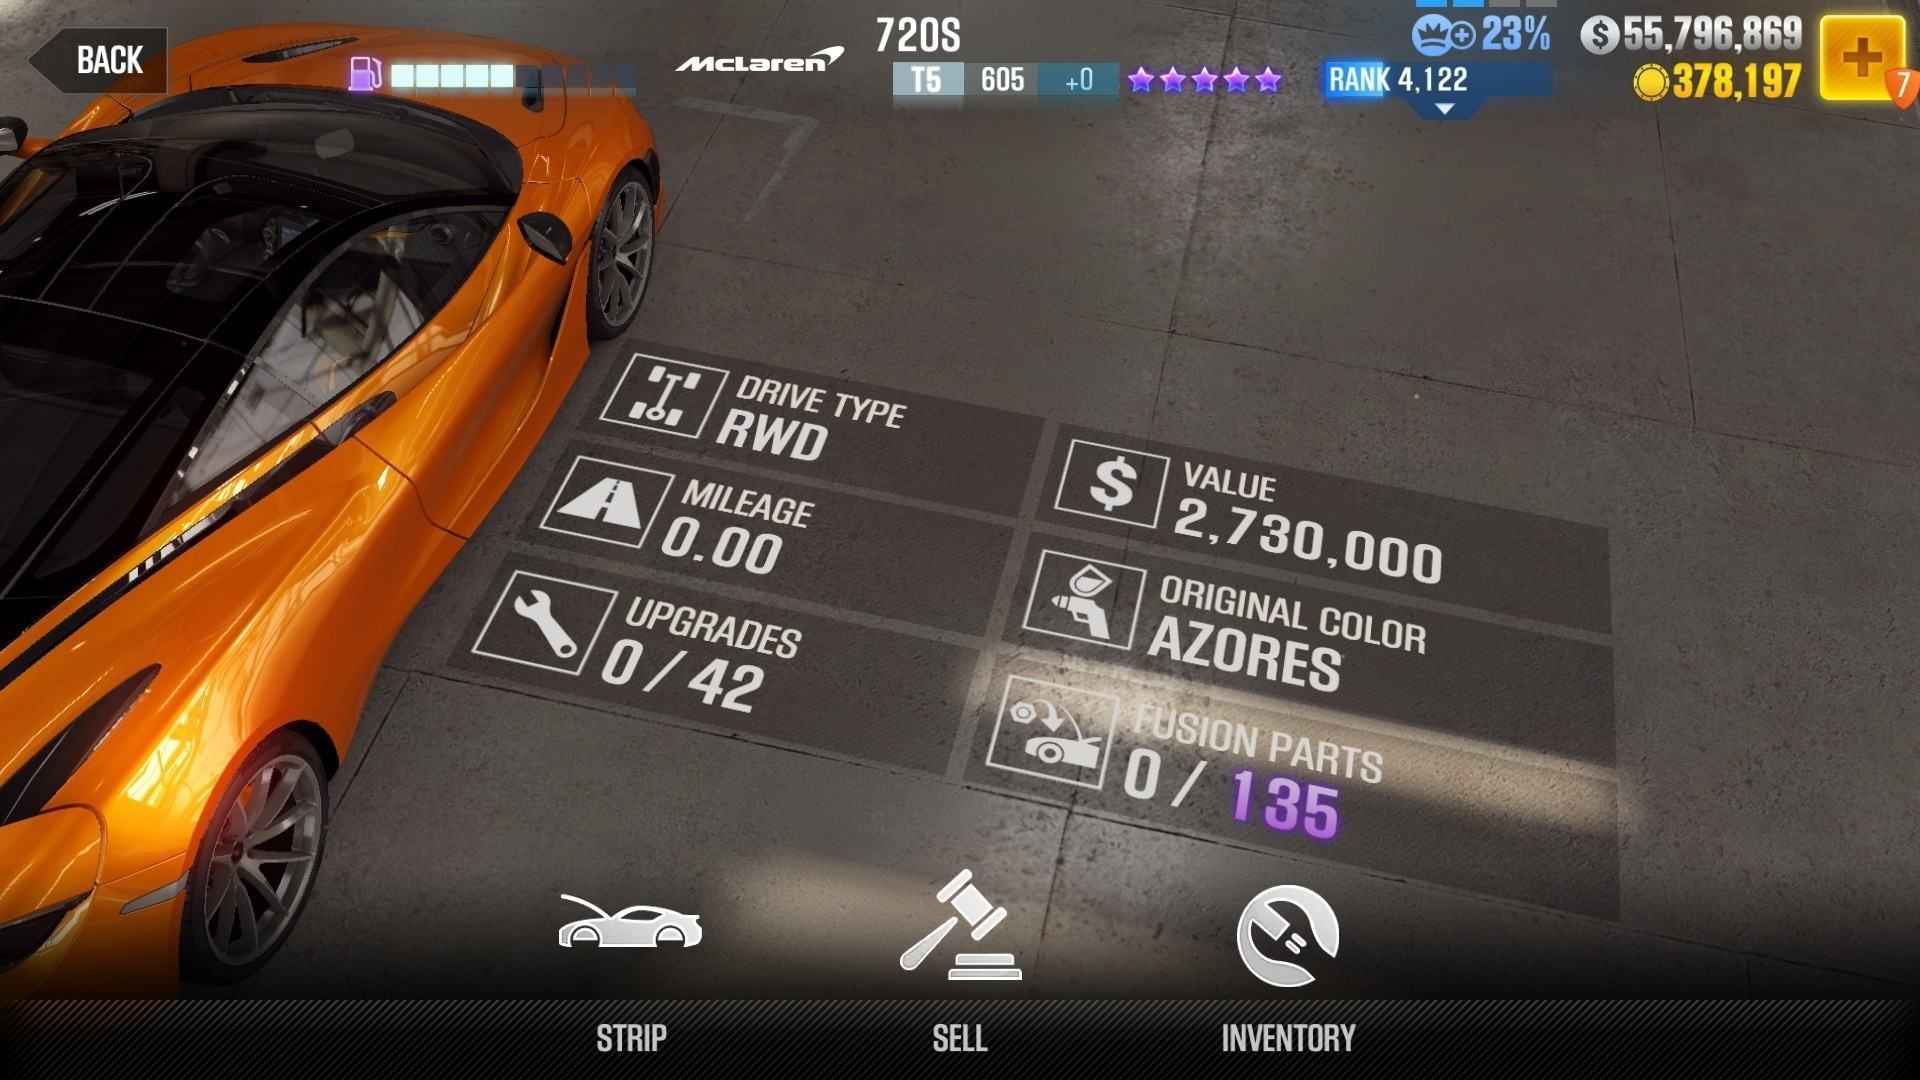 BACK
McLaren
720S
T5 605 +0
23%
RANK 4,122
$ 55,796,869
378,197
7
DRIVE TYPE
RWD
MILEAGE
0.00
UPGRADES
0/42
$ VALUE
2,730,000
ORIGINAL COLOR
AZORES
FUSION PARTS
0/ 135
STRIP
SELL
INVENTORY